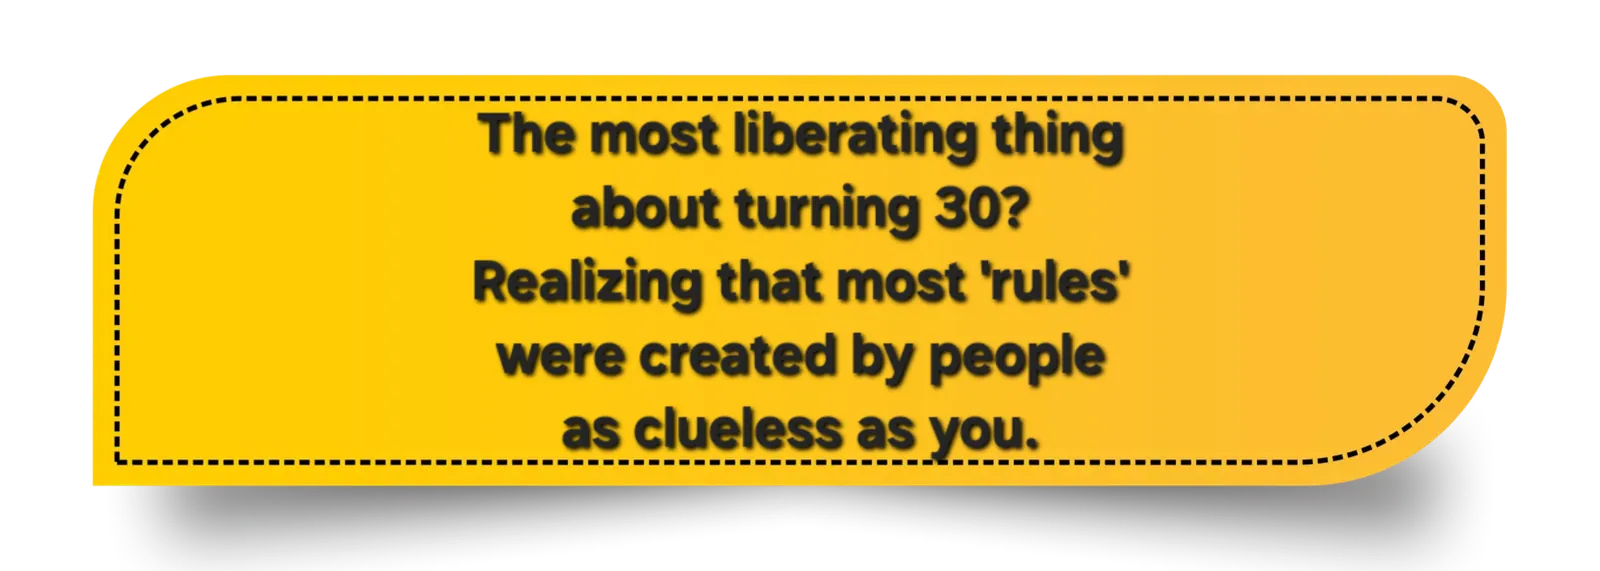 The most liberating thing
about turning 30?
Realizing that most 'rules'
were created by people
as clueless as you.